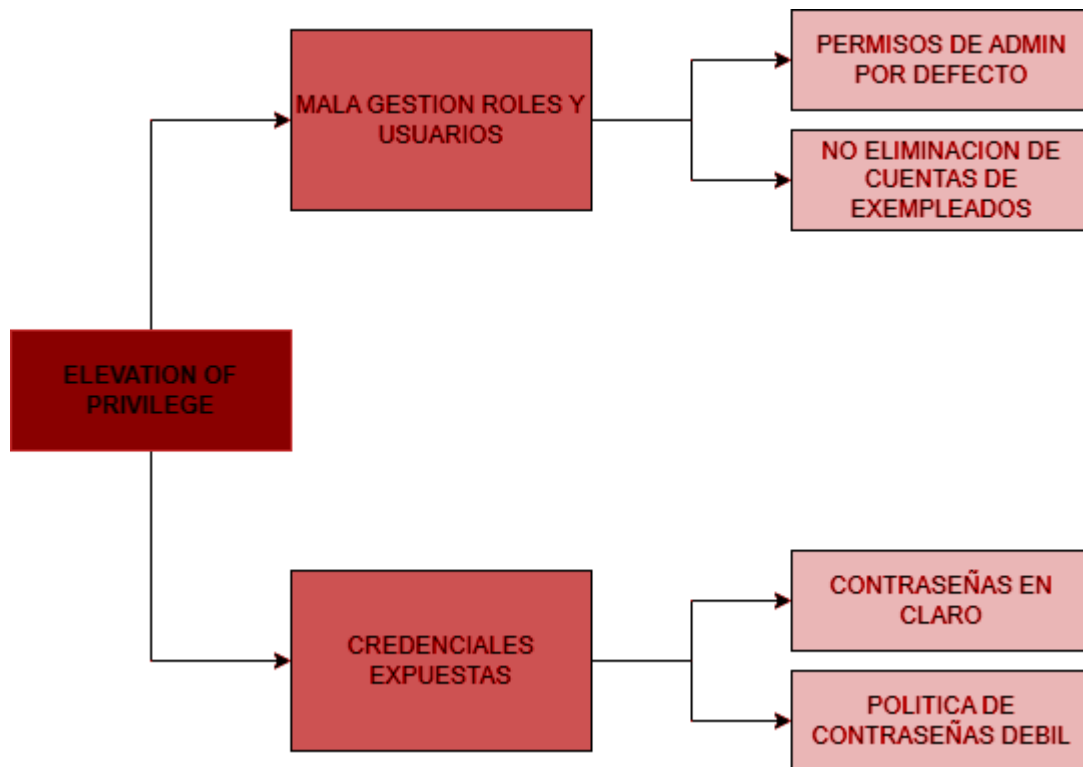 PERMISOS DE ADMIN
POR DEFECTO
MALA GESTION ROLES Y
USUARIOS
NO ELIMINACION DE
CUENTAS DE
EXEMPLEADOS
ELEVATION OF
PRIVILEGE
CONTRASEÑAS EN
CLARO
CREDENCIALES
EXPUESTAS
POLITICA DE
CONTRASEÑAS DEBIL